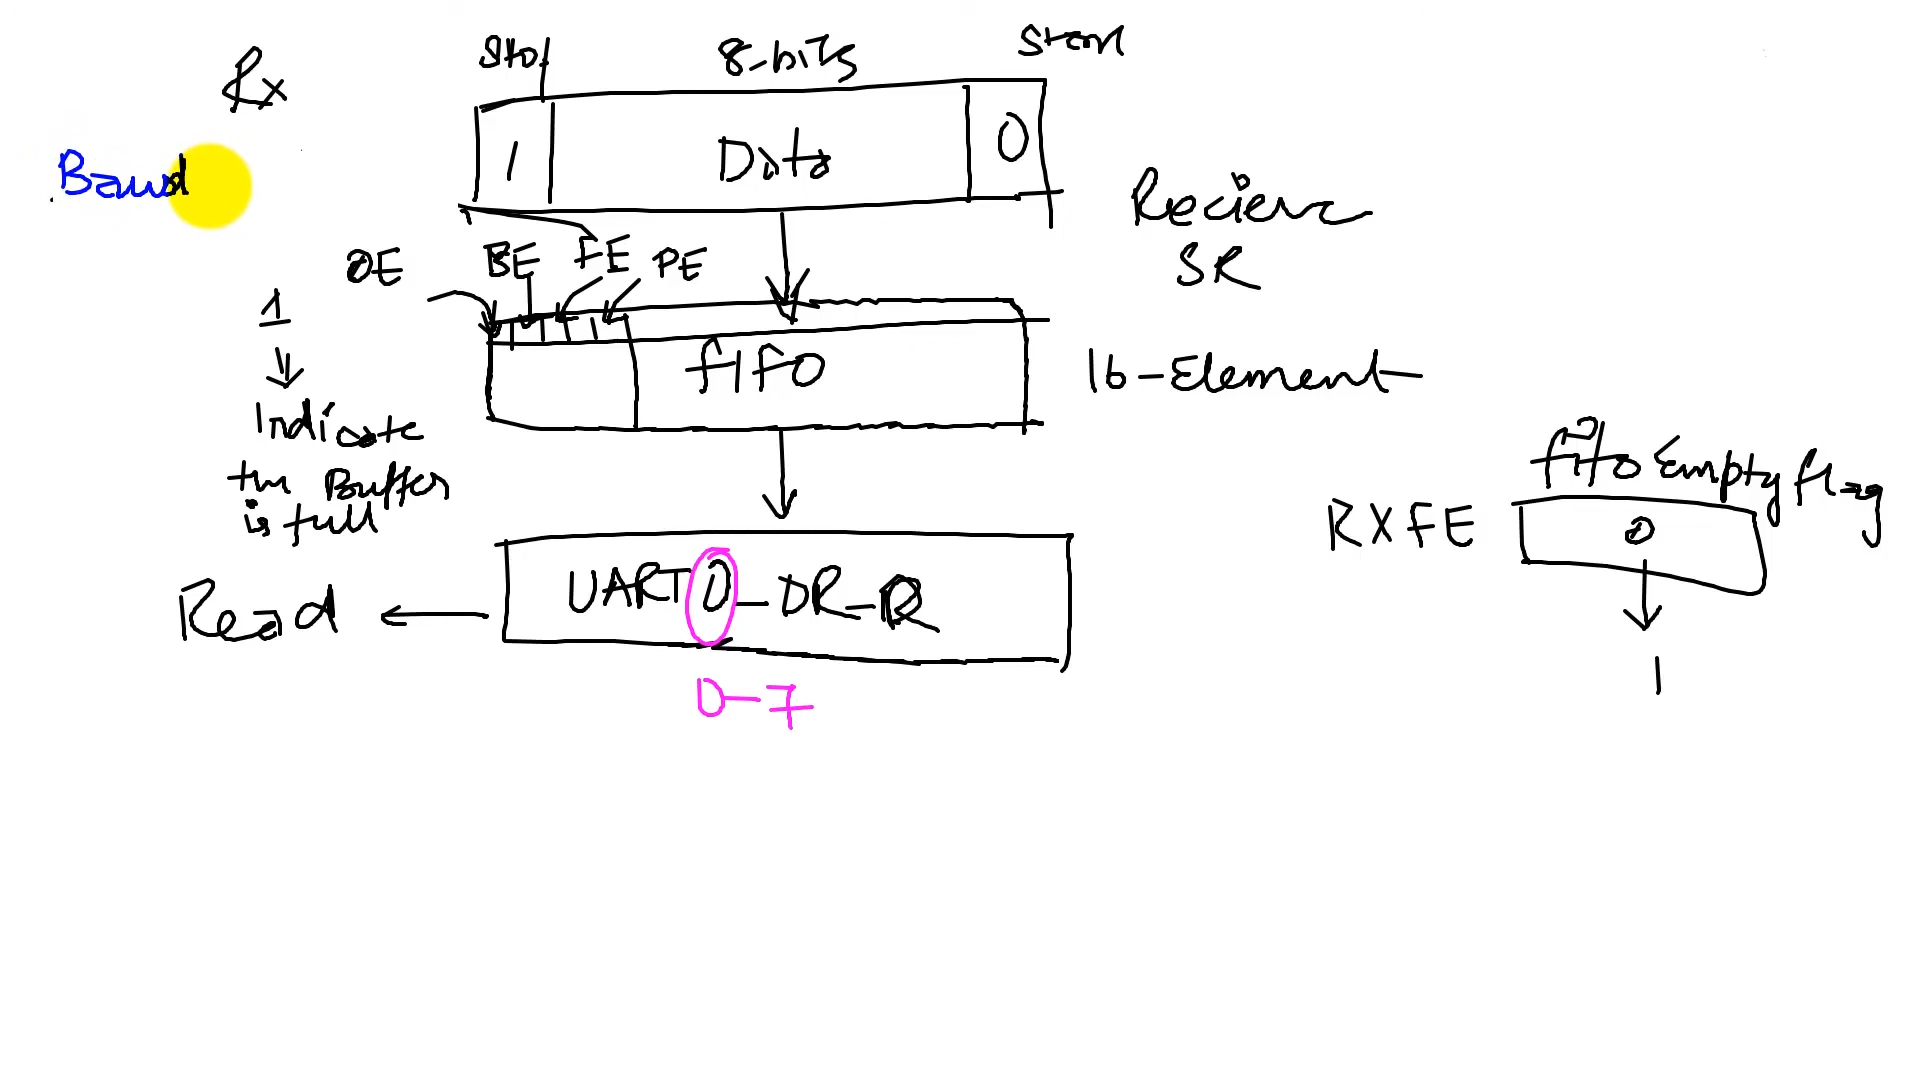 Rx
Sto
8-bits
Start
1
Data
0
Baud
Reciever
SR
OE
BE
FE
PE
1
FIFO
16-Element
Indicate
the Buffer
is full
Fifo Empty flag
RXFE
0
1
UART0_DR_R
Read
0-7